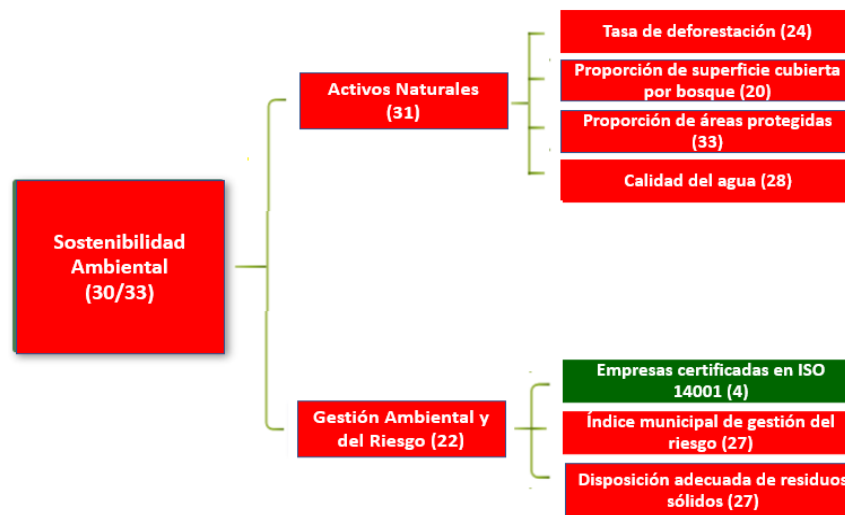 Sostenibilidad
Ambiental
(30/33)
Activos Naturales
(31)
Tasa de deforestación (24)
Proporción de superficie cubierta
por bosque (20)
Proporción de áreas protegidas
(33)
Calidad del agua (28)
Gestión Ambiental y
del Riesgo (22)
Empresas certificadas en ISO
14001 (4)
Índice municipal de gestión del
riesgo (27)
Disposición adecuada de residuos
sólidos (27)